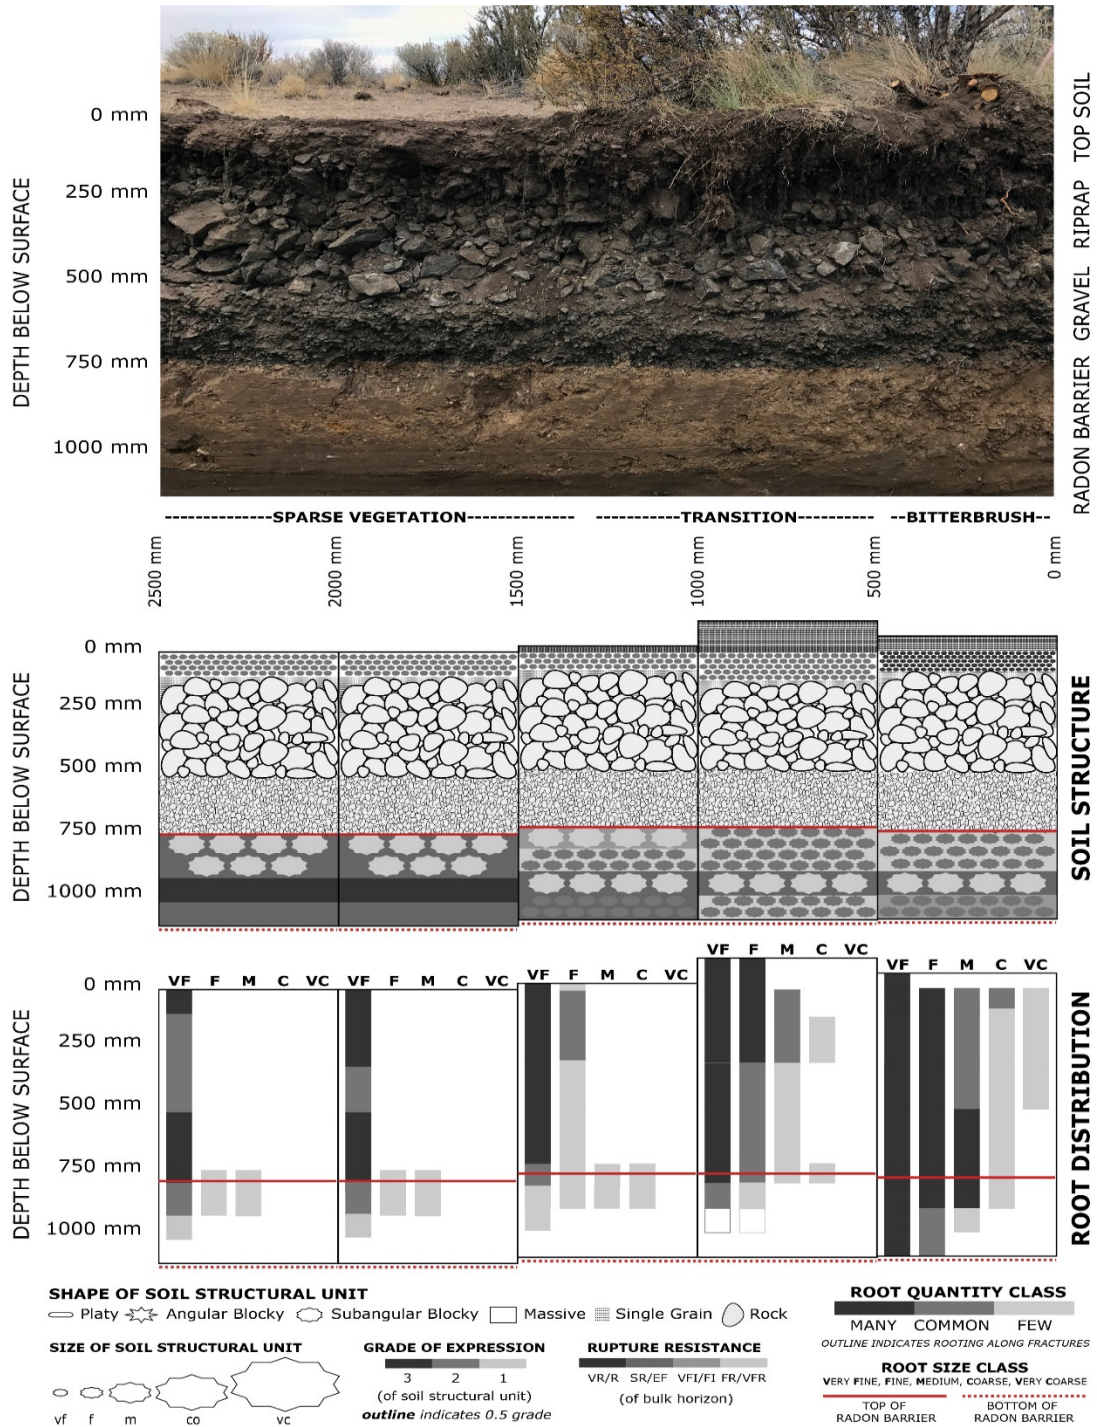 DEPTH BELOW SURFACE
0 mm
250 mm
500 mm
750 mm
1000 mm
RADON BARRIER GRAVEL RIPRAP TOP SOIL
SPARSE VEGETATION
TRANSITION
BITTERBRUSH
2500 mm
2000 mm
1500 mm
1000 mm
500 mm
0 mm
DEPTH BELOW SURFACE
0 mm
250 mm
500 mm
750 mm
1000 mm
SOIL STRUCTURE
DEPTH BELOW SURFACE
0 mm
250 mm
500 mm
750 mm
1000 mm
VF F M C VC
VF F M C VC
VF F M C VC
VF F M C VC
VF F M C VC
ROOT DISTRIBUTION
SHAPE OF SOIL STRUCTURAL UNIT
Platy Angular Blocky Subangular Blocky Massive Single Grain Rock
SIZE OF SOIL STRUCTURAL UNIT
vf f m co vc
GRADE OF EXPRESSION
3 2 1
(of soil structural unit)
outline indicates 0.5 grade
RUPTURE RESISTANCE
VR/R SR/EF VFI/FI FR/VFR
(of bulk horizon)
ROOT QUANTITY CLASS
MANY COMMON FEW
OUTLINE INDICATES ROOTING ALONG FRACTURES
ROOT SIZE CLASS
VERY FINE, FINE, MEDIUM, COARSE, VERY COARSE
TOP OF
RADON BARRIER
BOTTOM OF
RADON BARRIER